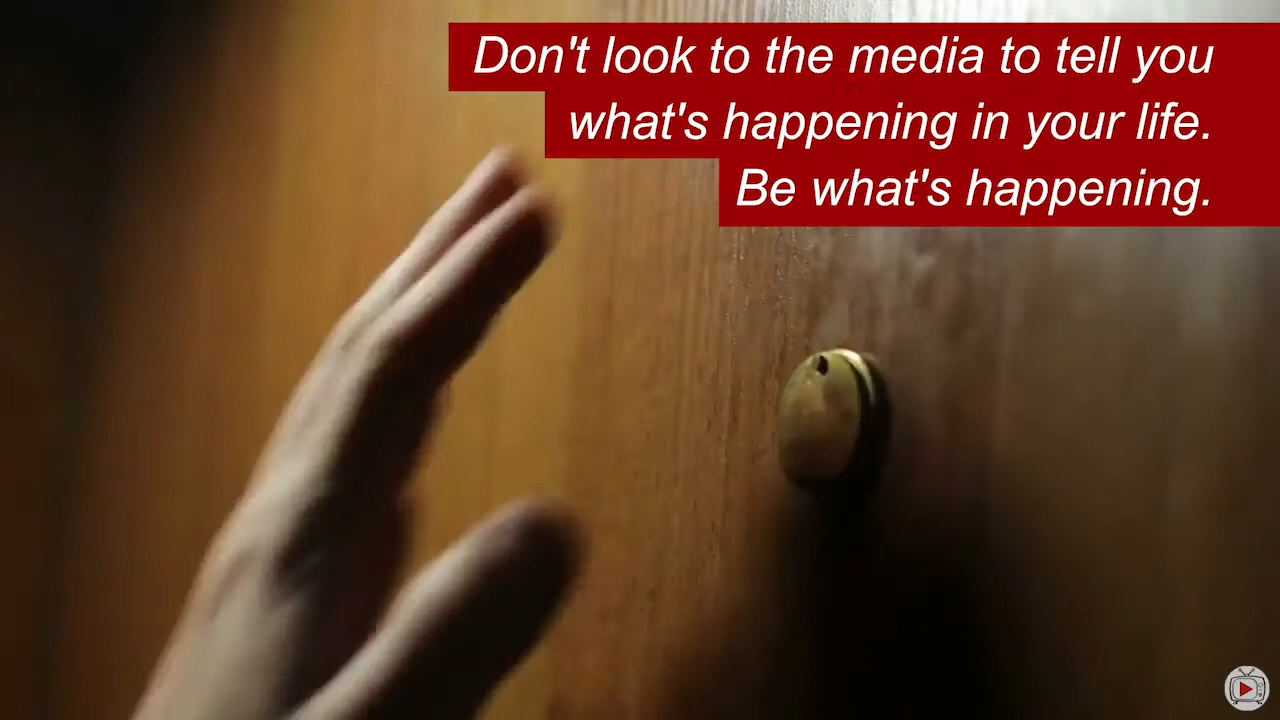 Don't look to the media to tell you
what's happening in your life.
Be what's happening.